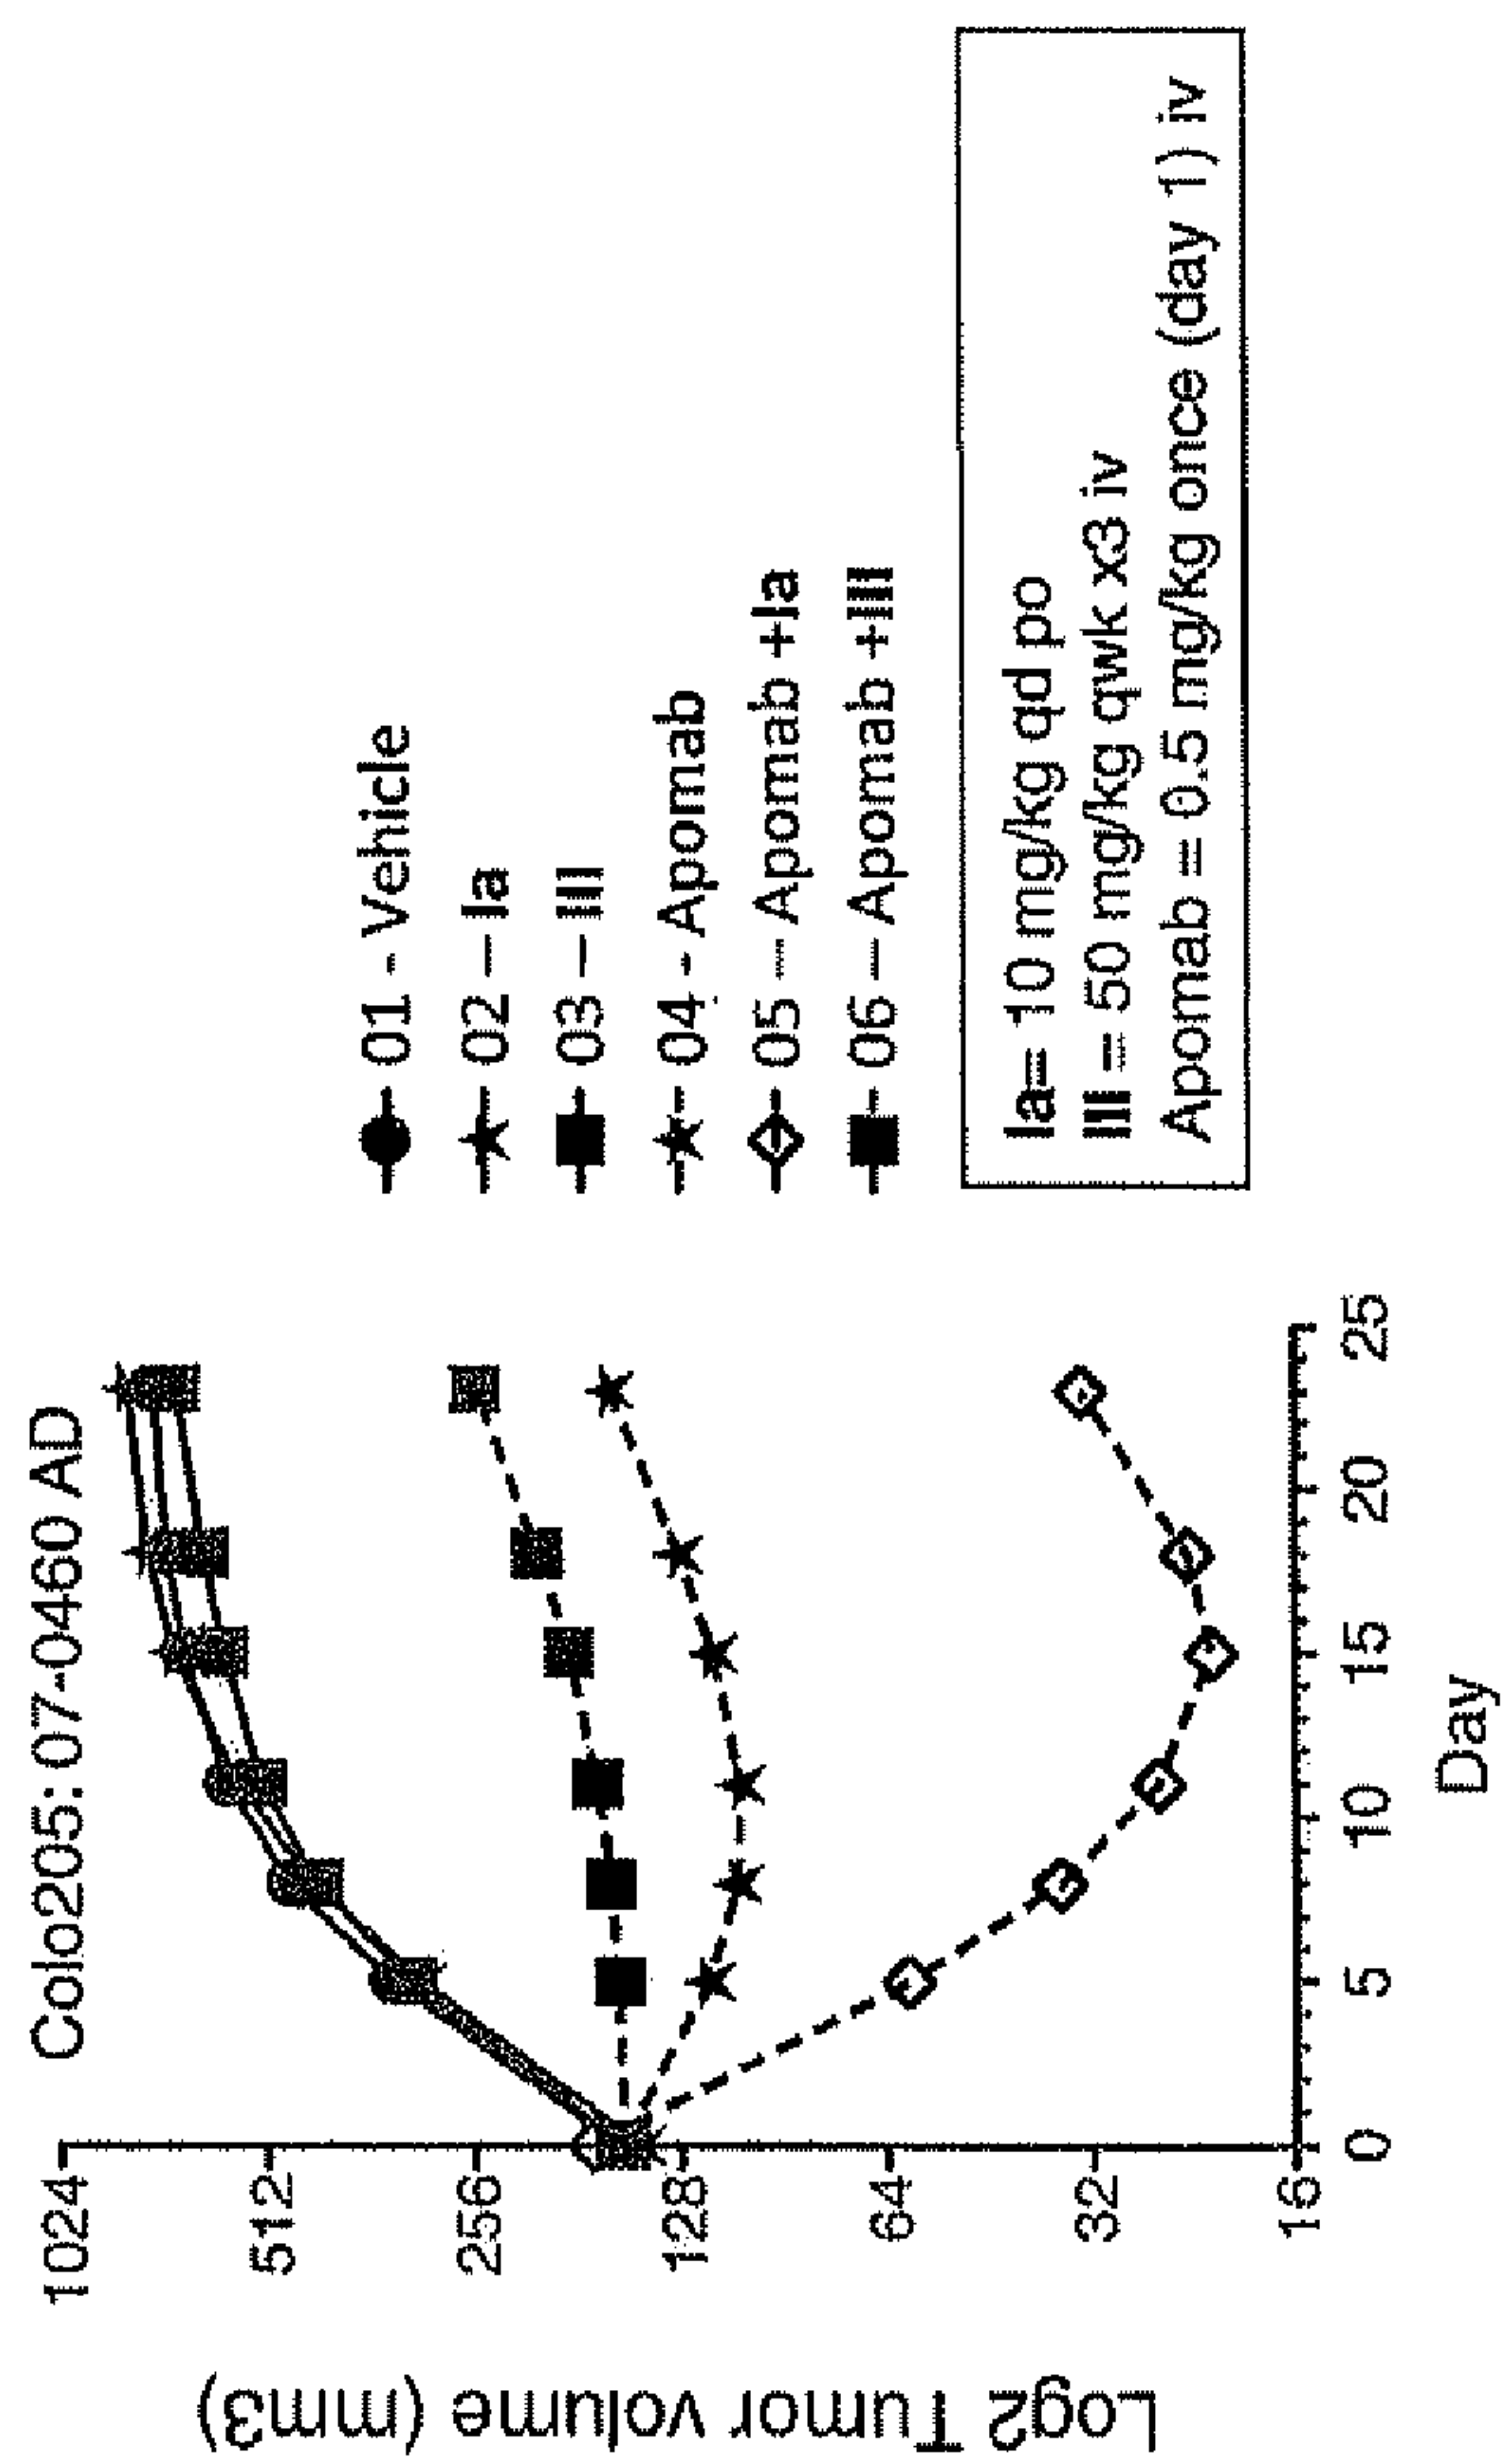 Colo205: 07-0460 AD
Log2 Tumor volume (mm3)
1024
512
256
128
64
32
16
0 5 10 15 20 25
Day
01 - Vehicle
02 – Ia
03 – III
04 - Apomab
05 – Apomab +Ia
06 – Apomab +III
Ia= 10 mg/kg qd po
III = 50 mg/kg qwk x3 iv
Apomab = 0.5 mg/kg once (day 1) iv